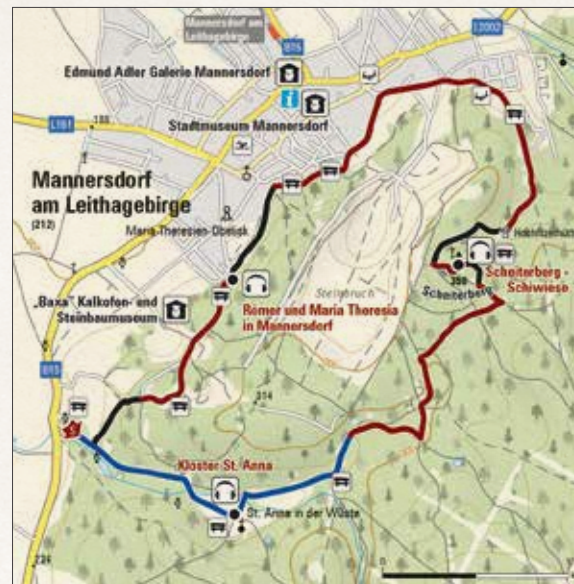 Mannersdorf am
Leithagebirge
B15
L2002
Edmund Adler Galerie Mannersdorf
i
L161
188
Stadtmuseum Mannersdorf
Mannersdorf
am Leithagebirge
(212)
Maria-Theresien-Obelisk
„Baxa“ Kalkofen- und
Steinbaumuseum
Steinbruch
Römer und Maria Theresia
in Mannersdorf
Scheiterberg -
Schiwiese
Scheiterberg
B15
314
Kloster St. Anna
St. Anna in der Wüste
0